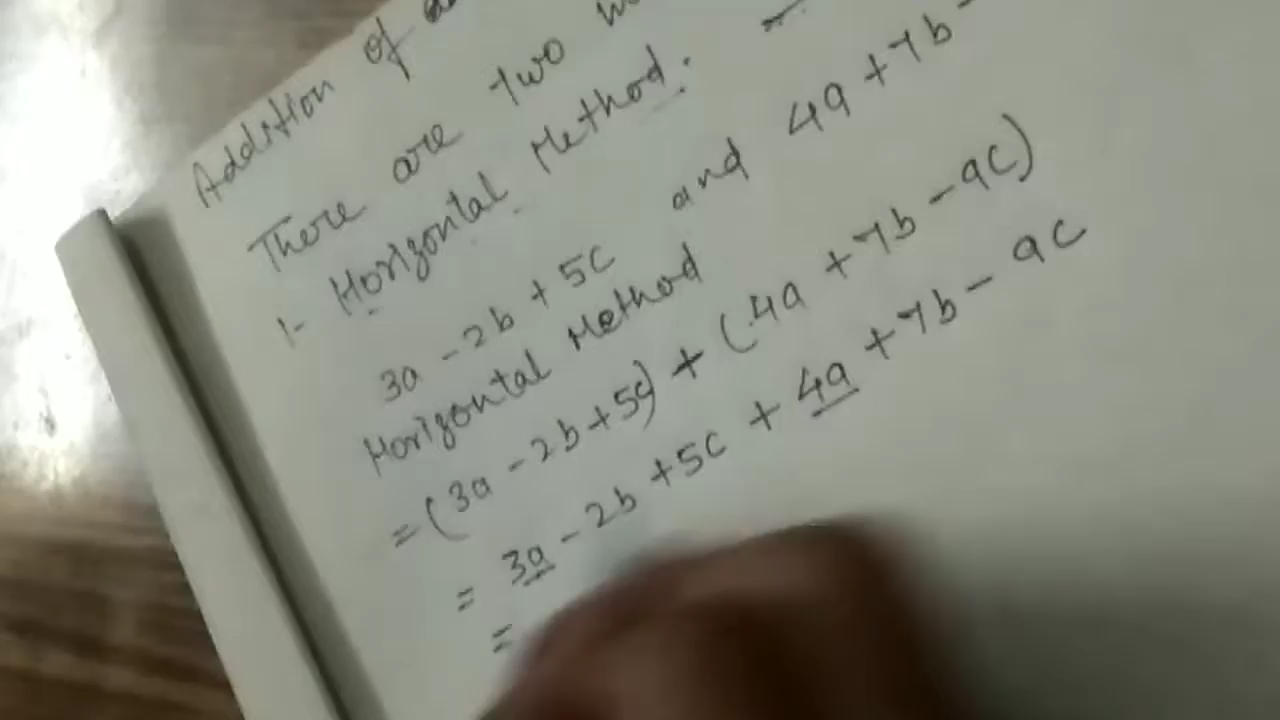 Addition of
There are two
1- Horizontal Method.
3a - 2b + 5c and 4a + 7b -
Horizontal Method
= (3a - 2b + 5c) + (4a + 7b - 9c)
= 3a - 2b + 5c + 4a + 7b - 9c
=